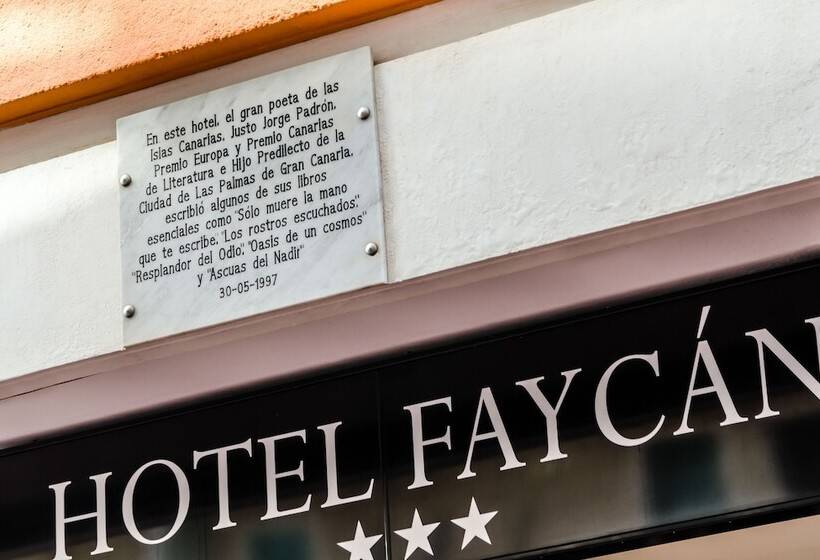 En este hotel, el gran poeta de las
Islas Canarias, Justo Jorge Padrón,
Premio Europa y Premio Canarias
de Literatura e Hijo Predilecto de la
Ciudad de Las Palmas de Gran Canaria,
escribió algunos de sus libros
esenciales como "Sólo muere la mano
que te escribe", "Los rostros escuchados",
"Resplandor del Odio", "Oasis de un cosmos"
y "Ascuas del Nadir"
30-05-1997
HOTEL FAYCÁN